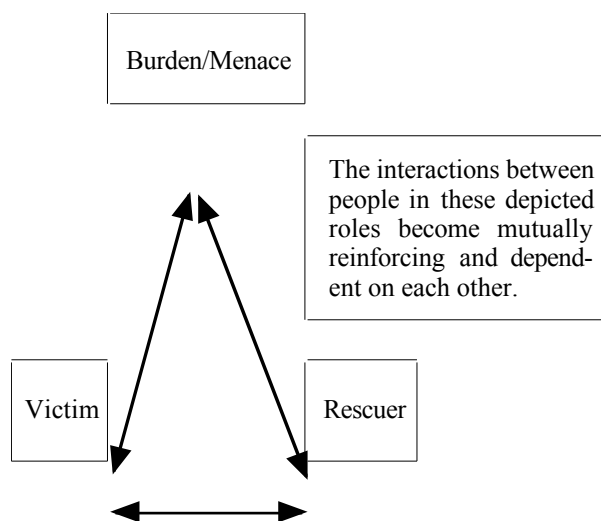 Burden/Menace
The interactions between
people in these depicted
roles become mutually
reinforcing and depend-
ent on each other.
Victim
Rescuer